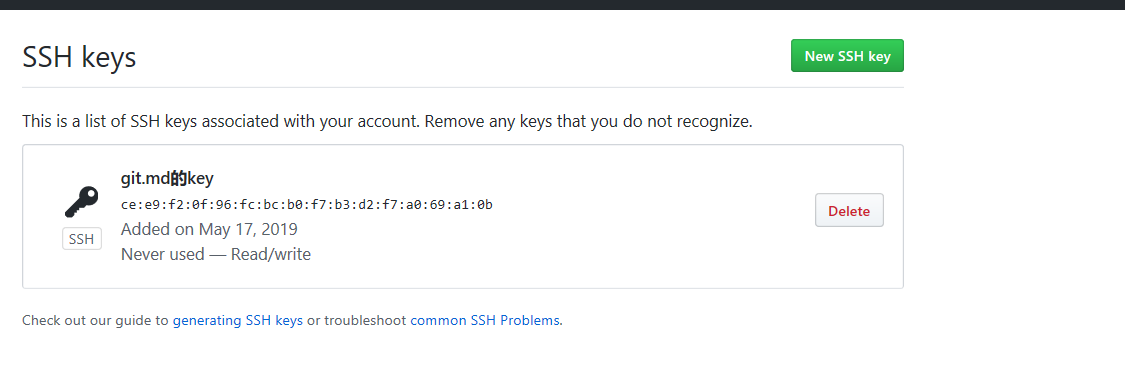 SSH keys
New SSH key
This is a list of SSH keys associated with your account. Remove any keys that you do not recognize.
git.md的key
ce:e9:f2:0f:96:fc:bc:b0:f7:b3:d2:f7:a0:69:a1:0b
Added on May 17, 2019
Never used — Read/write
SSH
Delete
Check out our guide to generating SSH keys or troubleshoot common SSH Problems.